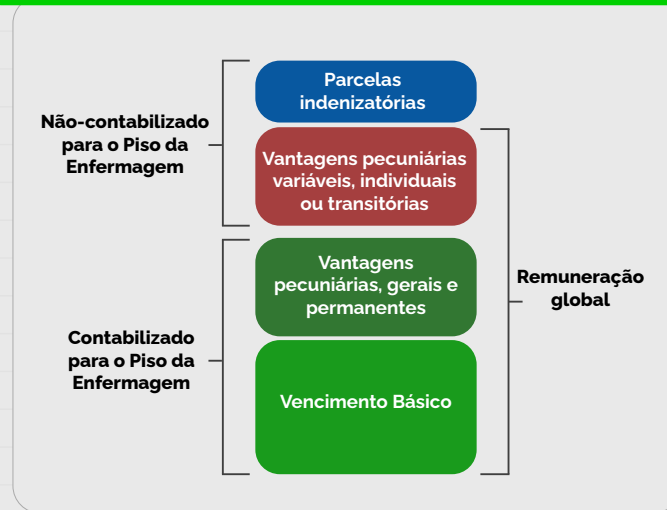 Parcelas
indenizatórias
Não-contabilizado
para o Piso da
Enfermagem
Vantagens pecuniárias
variáveis, individuais
ou transitórias
Vantagens
pecuniárias, gerais e
permanentes
Remuneração
global
Contabilizado
para o Piso da
Enfermagem
Vencimento Básico